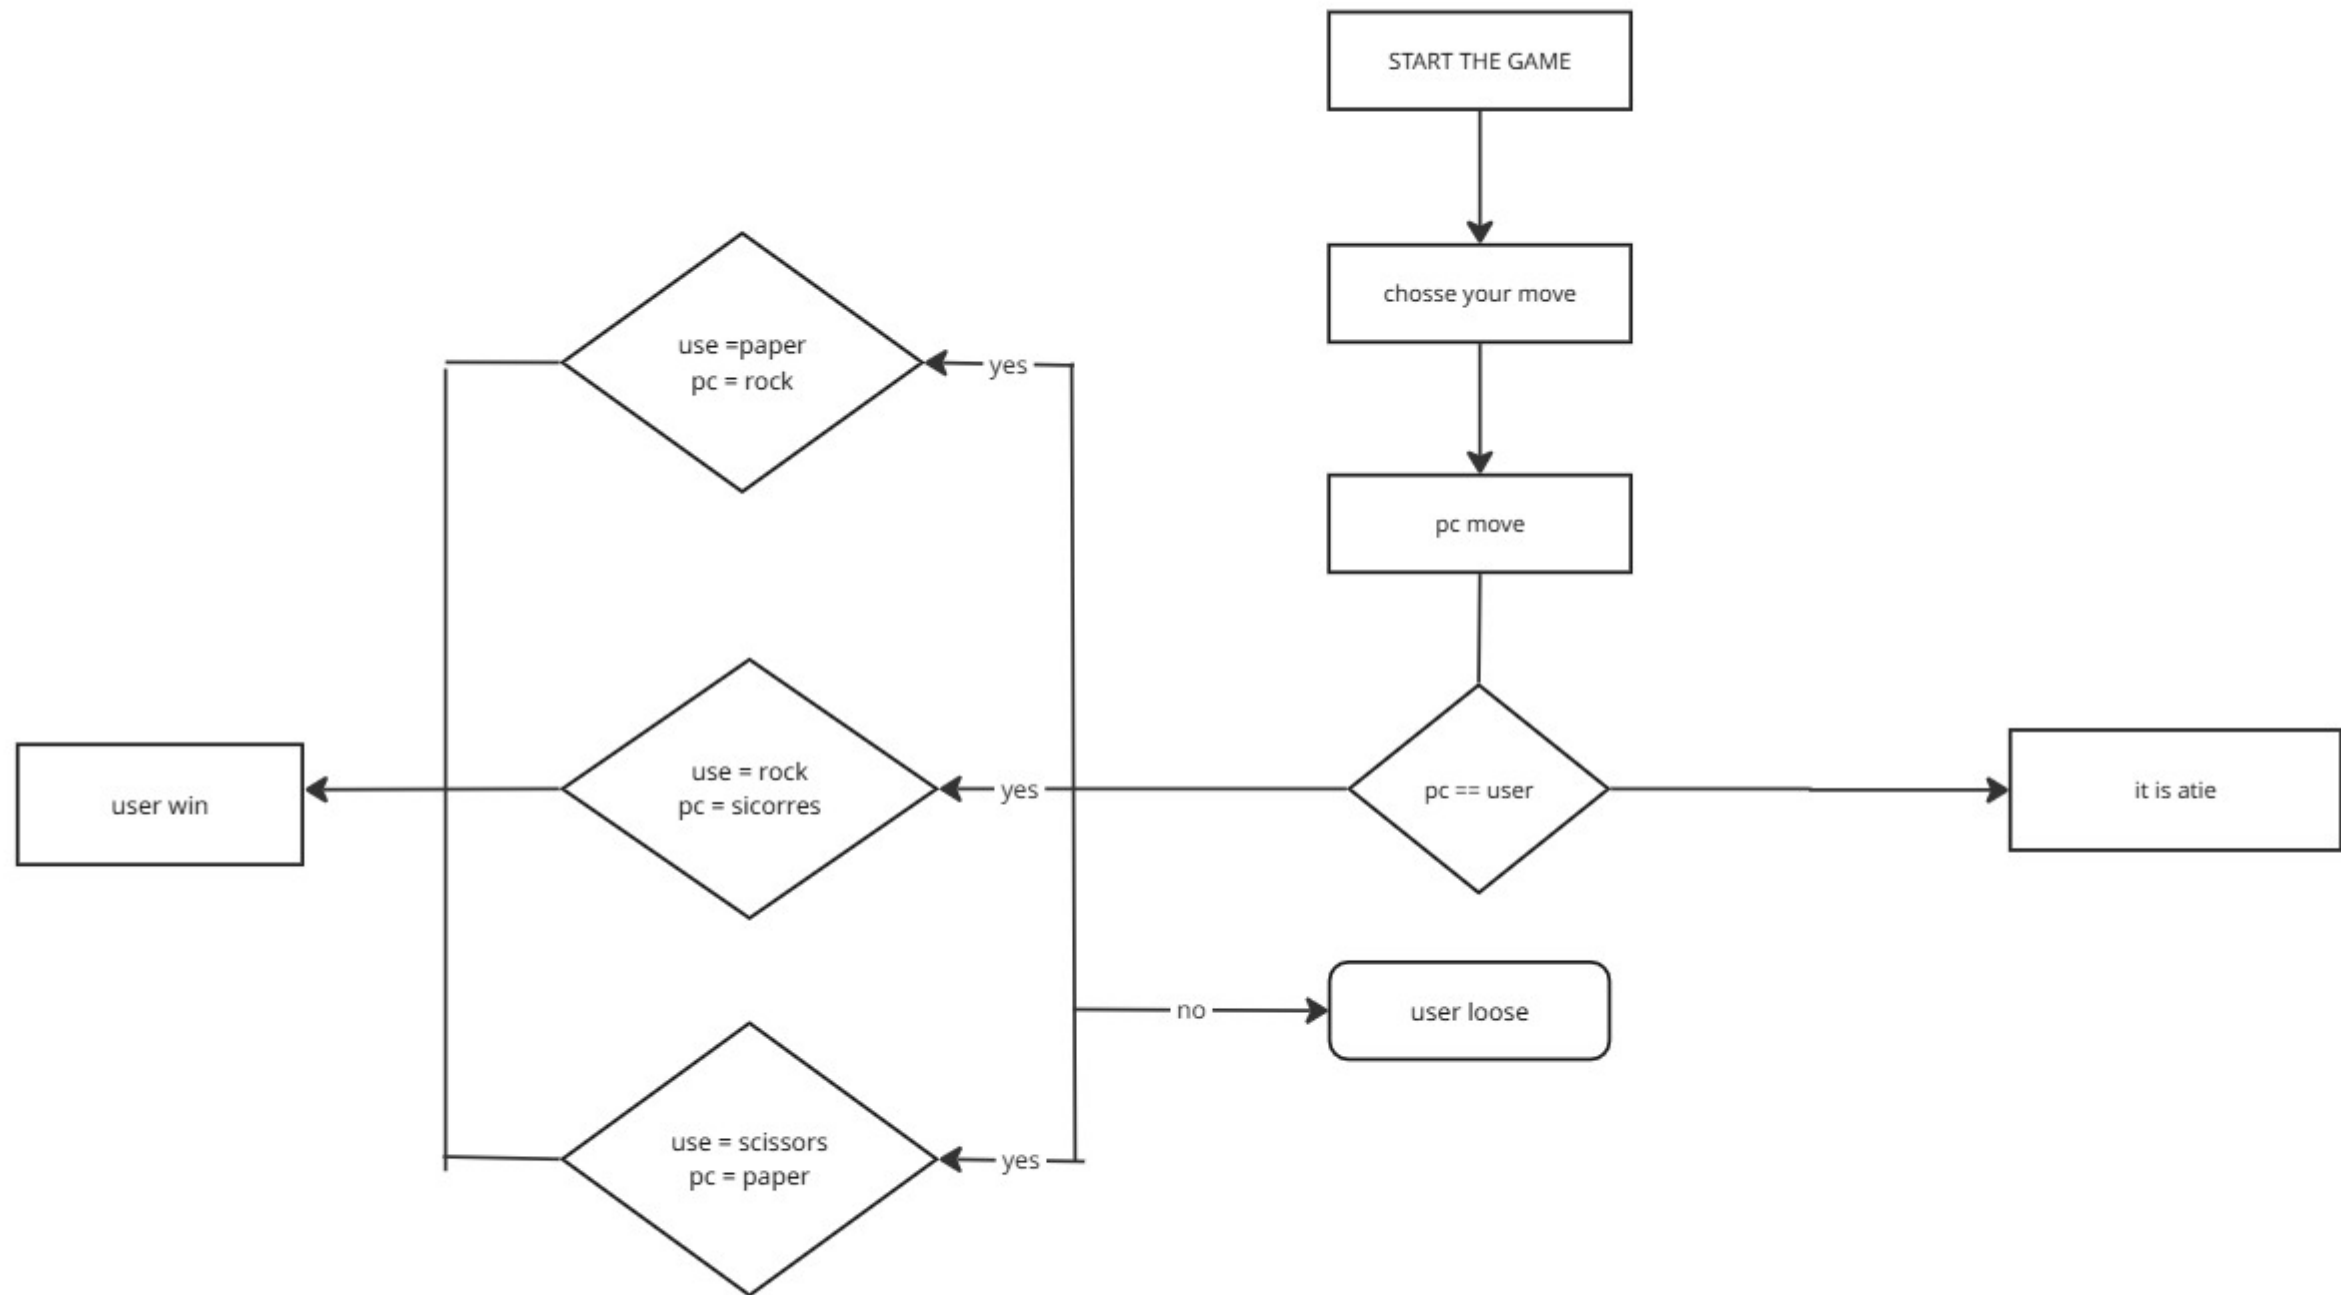 START THE GAME
chosse your move
pc move
pc == user
it is atie
use =paper
pc = rock
yes
use = rock
pc = sicorres
yes
user win
no
user loose
use = scissors
pc = paper
yes